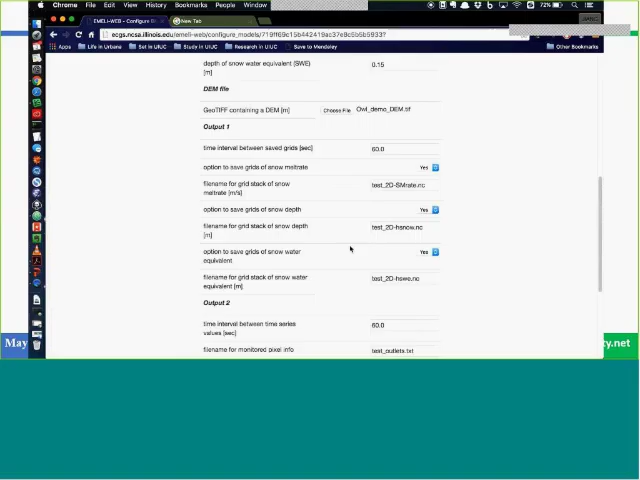 Chrome File Edit View History Bookmarks People Window 72%
EMELI-WEB - Configure New Tab
ecgs.ncsa.illinois.edu/emeli-web/configure_models/
Apps Life in Urbana Set in UIUC Study in UIUC Research in UIUC Save to Mendeley Other Bookmarks
depth of snow water equivalent (SWE) [m] 0.15
DEM file
GeoTIFF containing a DEM [m] Choose File Owl_demo_DEM.tif
Output 1
time interval between saved grids [sec] 60.0
option to save grids of snow meltrate Yes
filename for grid stack of snow
meltrate [m/s] test_2D-SMrate.nc
option to save grids of snow depth Yes
filename for grid stack of snow depth
[m] test_2D-hsnow.nc
option to save grids of snow water
equivalent Yes
filename for grid stack of snow water
equivalent [m] test_2D-hswe.nc
Output 2
time interval between time series
values [sec] 60.0
filename for monitored pixel info test_outlets.txt
May
.net